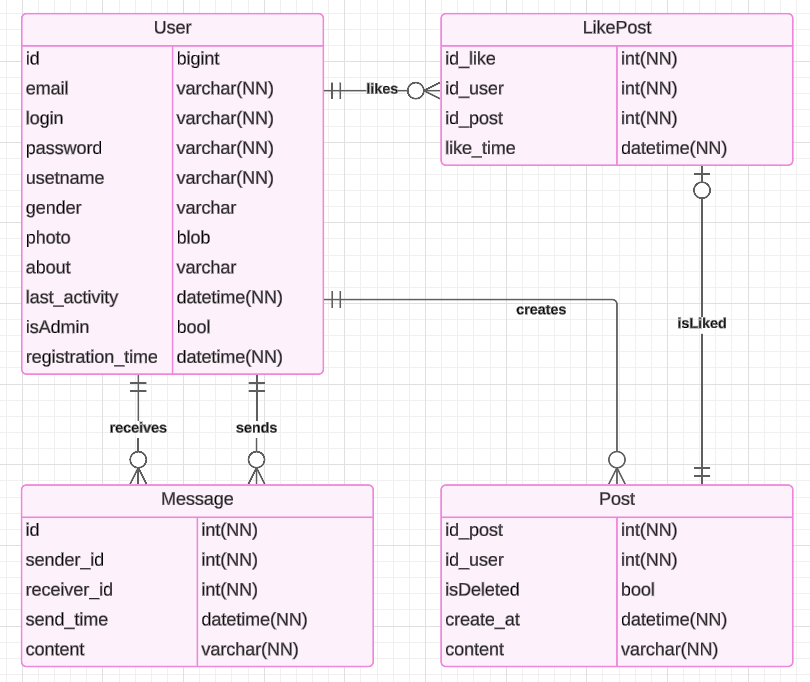 User
id bigint
email varchar(NN)
login varchar(NN)
password varchar(NN)
usetname varchar(NN)
gender varchar
photo blob
about varchar
last_activity datetime(NN)
isAdmin bool
registration_time datetime(NN)
likes
LikePost
id_like int(NN)
id_user int(NN)
id_post int(NN)
like_time datetime(NN)
creates
isLiked
receives
sends
Message
id int(NN)
sender_id int(NN)
receiver_id int(NN)
send_time datetime(NN)
content varchar(NN)
Post
id_post int(NN)
id_user int(NN)
isDeleted bool
create_at datetime(NN)
content varchar(NN)